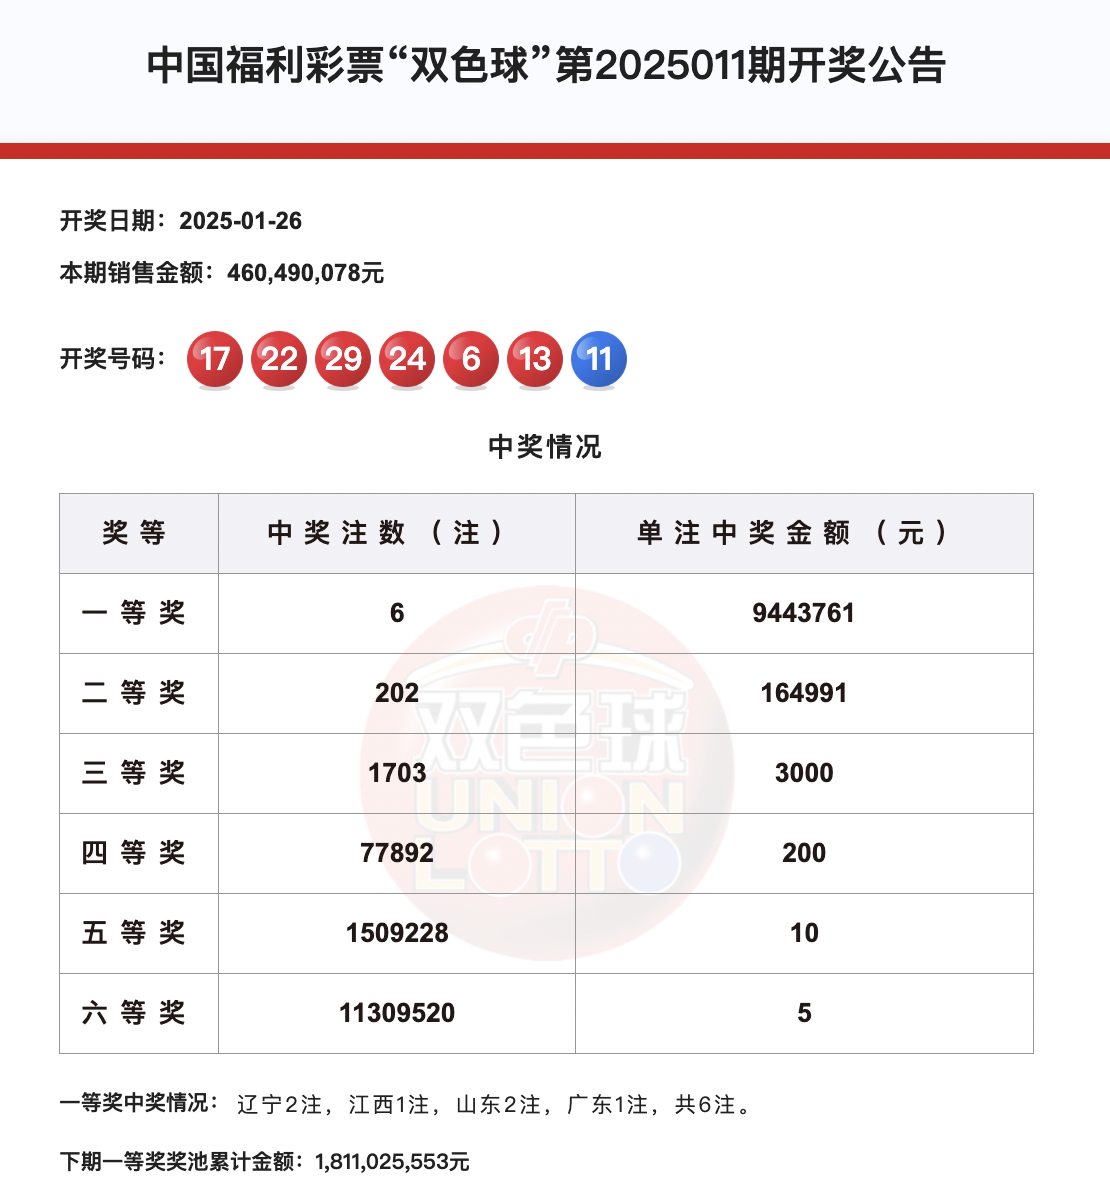 中国福利彩票“双色球”第2025011期开奖公告
开奖日期：2025-01-26
本期销售金额：460,490,078元
开奖号码： 17 22 29 24 6 13 11
中奖情况
奖等 中奖注数（注） 单注中奖金额（元）
一等奖 6 9443761
二等奖 202 164991
三等奖 1703 3000
四等奖 77892 200
五等奖 1509228 10
六等奖 11309520 5
双色球
UNION
LOTTO
一等奖中奖情况： 辽宁2注，江西1注，山东2注，广东1注，共6注。
下期一等奖奖池累计金额：1,811,025,553元